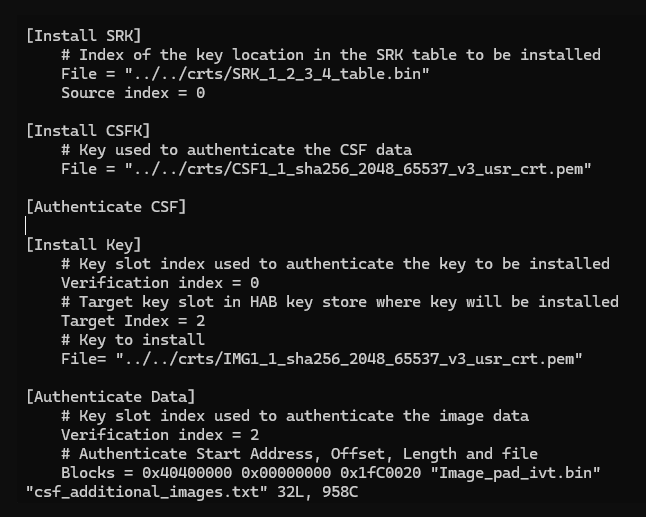 [Install SRK]
# Index of the key location in the SRK table to be installed
File = "../../crts/SRK_1_2_3_4_table.bin"
Source index = 0
[Install CSFK]
# Key used to authenticate the CSF data
File = "../../crts/CSF1_1_sha256_2048_65537_v3_usr_crt.pem"
[Authenticate CSF]
[Install Key]
# Key slot index used to authenticate the key to be installed
Verification index = 0
# Target key slot in HAB key store where key will be installed
Target Index = 2
# Key to install
File= "../../crts/IMG1_1_sha256_2048_65537_v3_usr_crt.pem"
[Authenticate Data]
# Key slot index used to authenticate the image data
Verification index = 2
# Authenticate Start Address, Offset, Length and file
Blocks = 0x40400000 0x00000000 0x1fC0020 "Image_pad_ivt.bin"
"csf_additional_images.txt" 32L, 958C